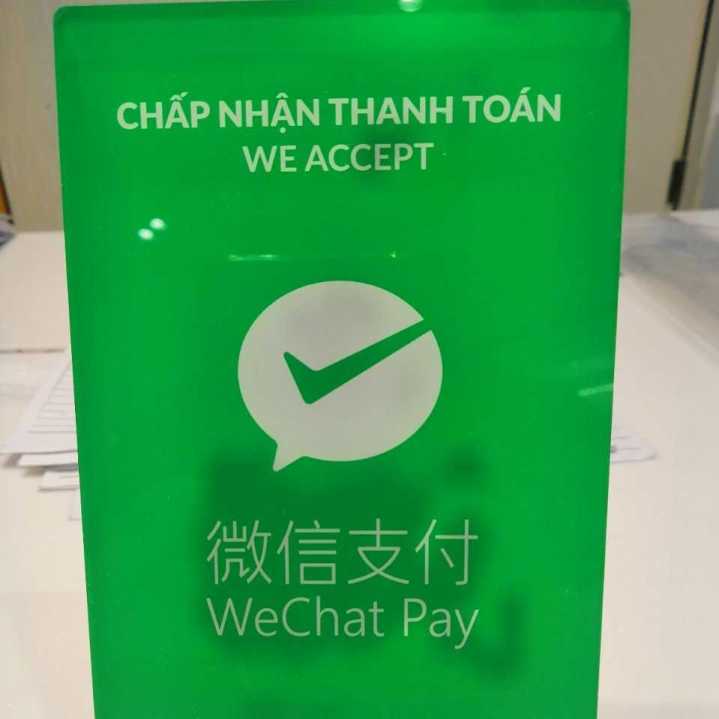 CHẤP NHẬN THANH TOÁN
WE ACCEPT
微信支付
WeChat Pay